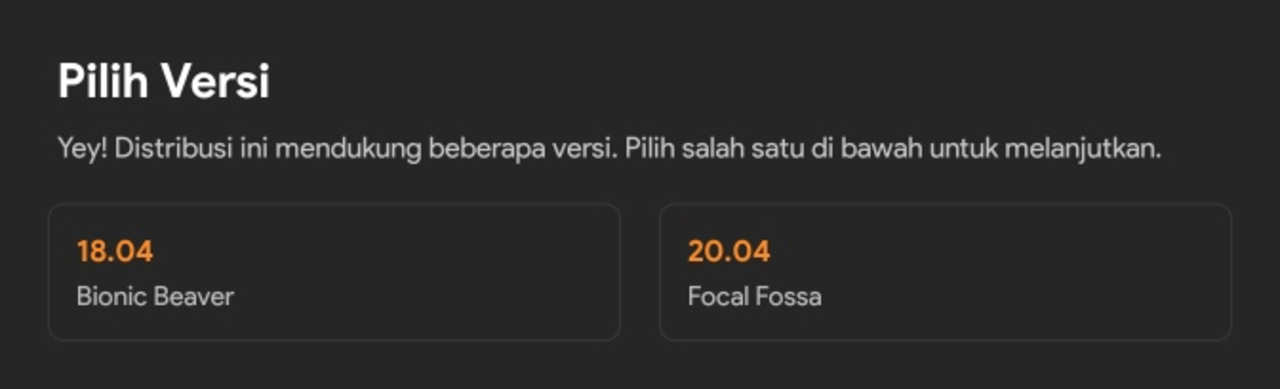 Pilih Versi
Yey! Distribusi ini mendukung beberapa versi. Pilih salah satu di bawah untuk melanjutkan.
18.04
Bionic Beaver
20.04
Focal Fossa